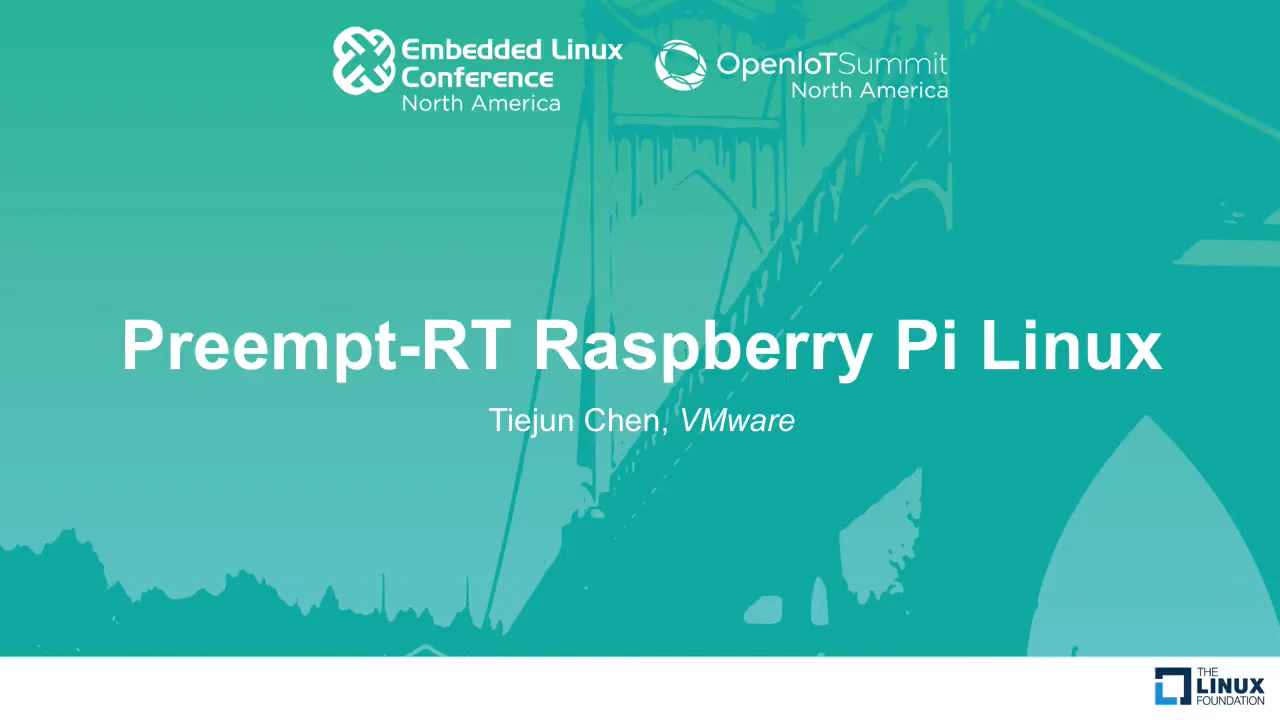 Embedded Linux
Conference
North America
OpenIoTSummit
North America
Preempt-RT Raspberry Pi Linux
Tiejun Chen, VMware
THE
LINUX
FOUNDATION